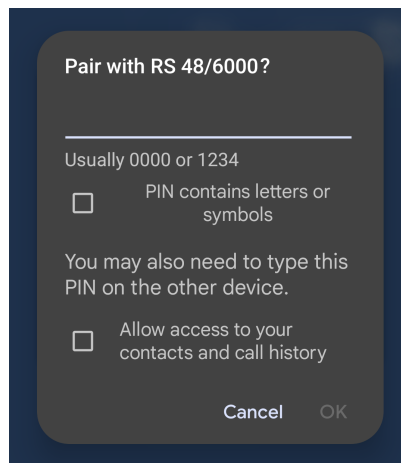 Pair with RS 48/6000?
Usually 0000 or 1234
PIN contains letters or
symbols
You may also need to type this
PIN on the other device.
Allow access to your
contacts and call history
Cancel OK